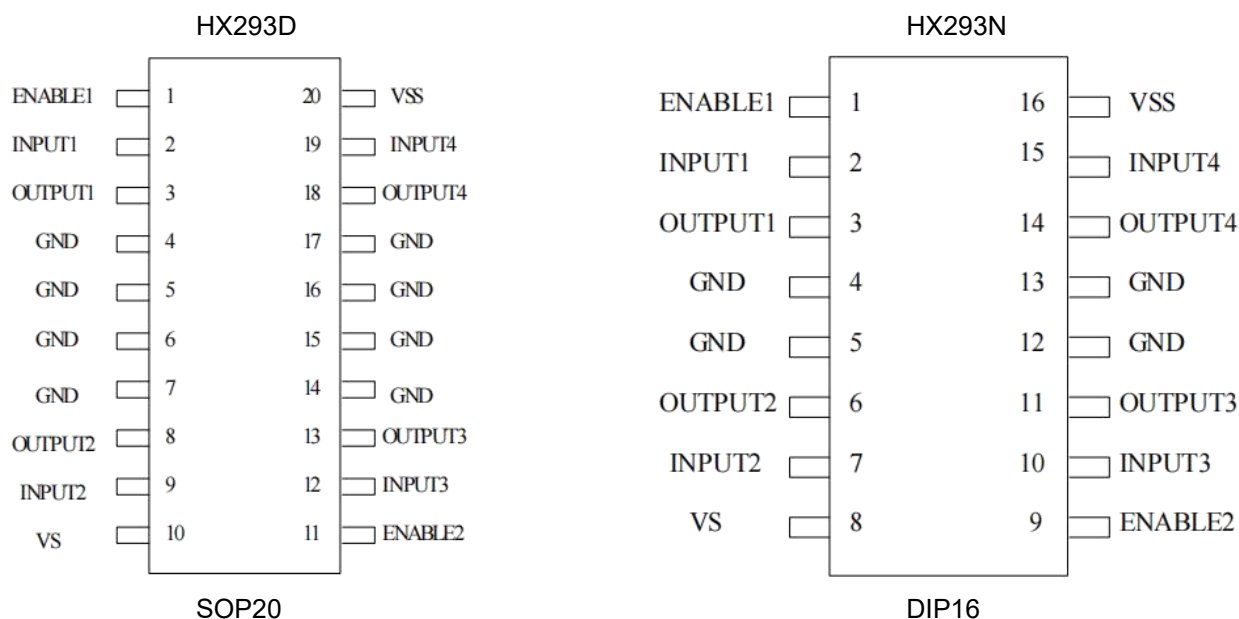 HX293D
ENABLE1 1 20 VSS
INPUT1 2 19 INPUT4
OUTPUT1 3 18 OUTPUT4
GND 4 17 GND
GND 5 16 GND
GND 6 15 GND
GND 7 14 GND
OUTPUT2 8 13 OUTPUT3
INPUT2 9 12 INPUT3
VS 10 11 ENABLE2
SOP20
HX293N
ENABLE1 1 16 VSS
INPUT1 2 15 INPUT4
OUTPUT1 3 14 OUTPUT4
GND 4 13 GND
GND 5 12 GND
OUTPUT2 6 11 OUTPUT3
INPUT2 7 10 INPUT3
VS 8 9 ENABLE2
DIP16